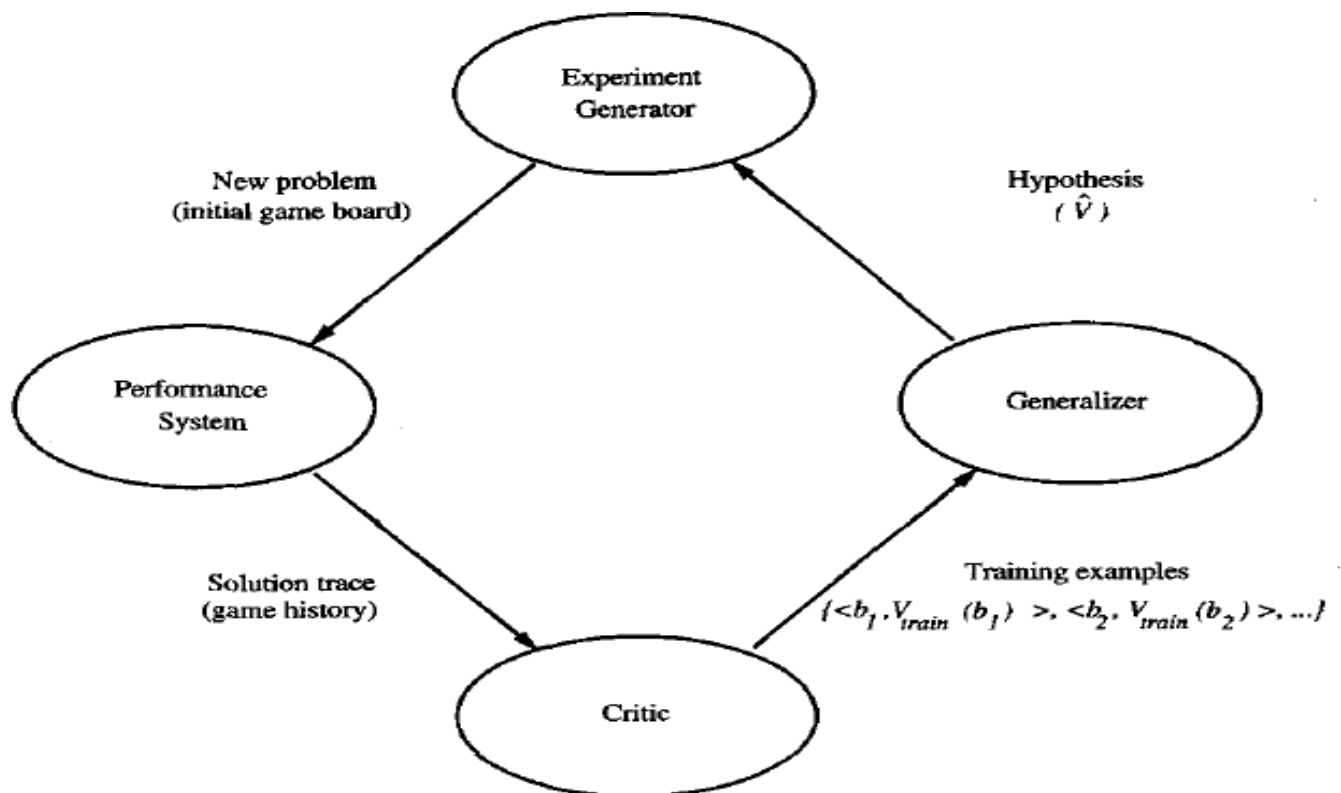 Experiment
Generator
New problem
(initial game board)
Hypothesis
( V̂ )
Performance
System
Generalizer
Solution trace
(game history)
Training examples
{<b1, Vtrain (b1) >, <b2, Vtrain (b2) >, ...}
Critic